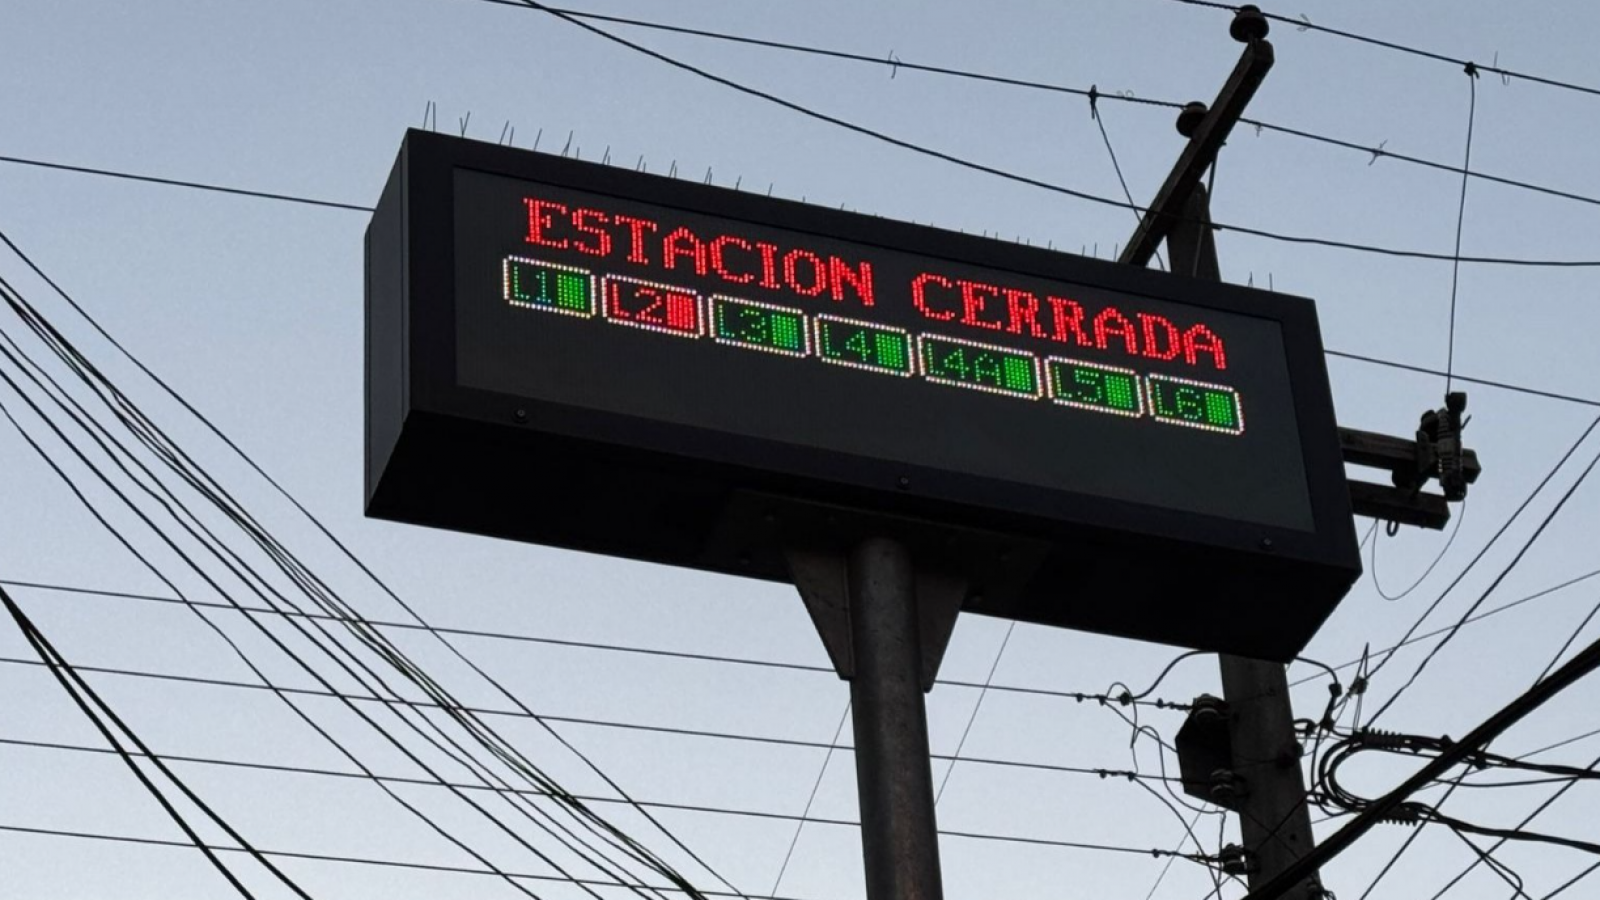 ESTACION CERRADA
L1 L2 L3 L4 L4A L5 L6